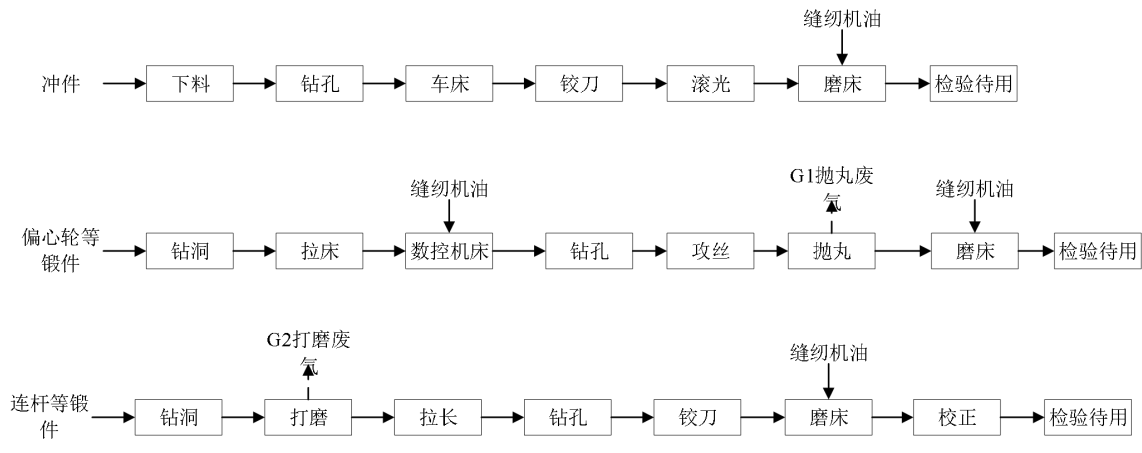 缝纫机油
冲件
下料
钻孔
车床
铰刀
滚光
磨床
检验待用
缝纫机油
G1抛丸废
气
缝纫机油
偏心轮等
锻件
钻洞
拉床
数控机床
钻孔
攻丝
抛丸
磨床
检验待用
G2打磨废
气
缝纫机油
连杆等锻
件
钻洞
打磨
拉长
钻孔
铰刀
磨床
校正
检验待用